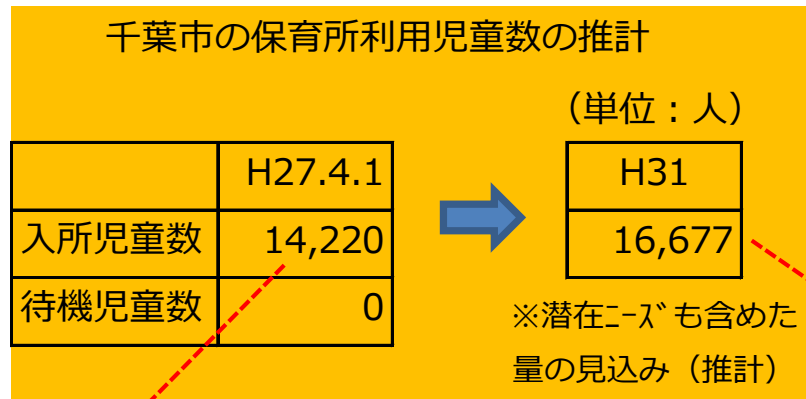 千葉市の保育所利用児童数の推計
（単位：人）
H27.4.1
H31
入所児童数 14,220
16,677
待機児童数 0
※潜在ﾆｰｽﾞも含めた
量の見込み（推計）